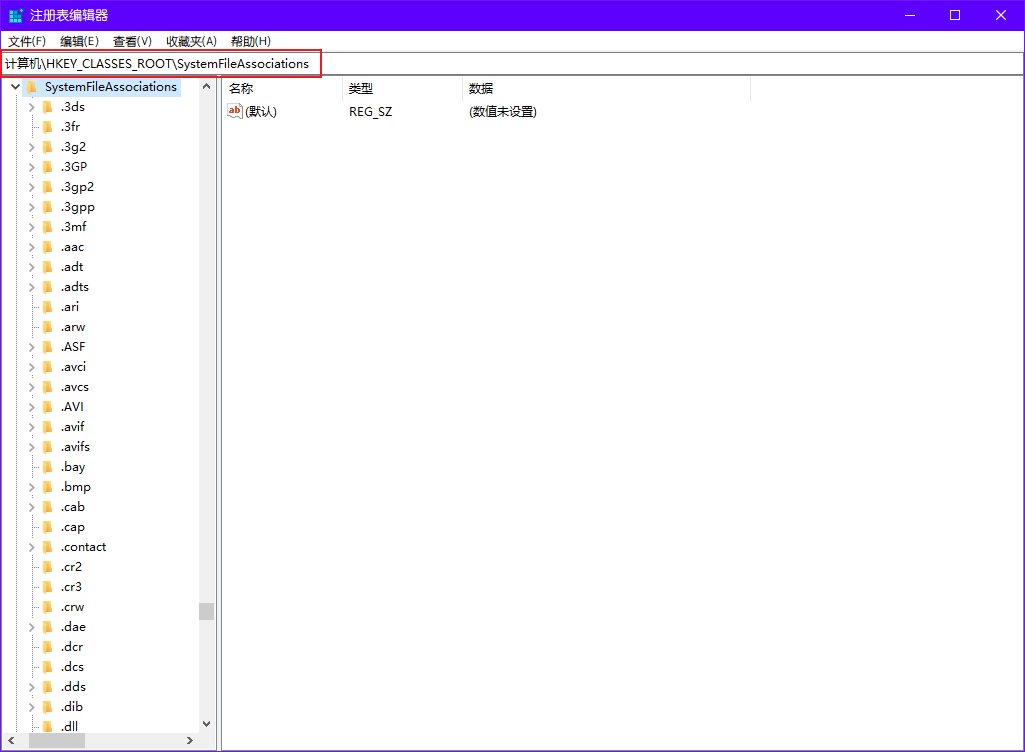 注册表编辑器
文件(F) 编辑(E) 查看(V) 收藏夹(A) 帮助(H)
计算机\HKEY_CLASSES_ROOT\SystemFileAssociations
SystemFileAssociations
.3ds
.3fr
.3g2
.3GP
.3gp2
.3gpp
.3mf
.aac
.adt
.adts
.ari
.arw
.ASF
.avci
.avcs
.AVI
.avif
.avifs
.bay
.bmp
.cab
.cap
.contact
.cr2
.cr3
.crw
.dae
.dcr
.dcs
.dds
.dib
.dll
名称 类型 数据
ab (默认) REG_SZ (数值未设置)